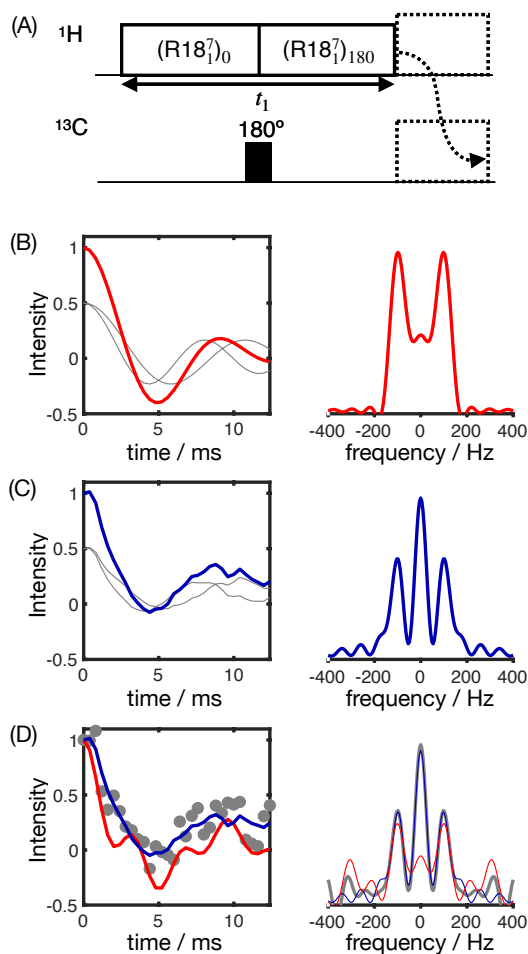 (A)
¹H
(R18₁⁷)₀ (R18₁⁷)₁₈₀
t₁
¹³C
180º
(B)
1
0.5
0
-0.5
Intensity
0 5 10
time / ms
-400 -200 0 200 400
frequency / Hz
(C)
1
0.5
0
-0.5
Intensity
0 5 10
time / ms
-400 -200 0 200 400
frequency / Hz
(D)
1
0.5
0
-0.5
Intensity
0 5 10
time / ms
-400 -200 0 200 400
frequency / Hz